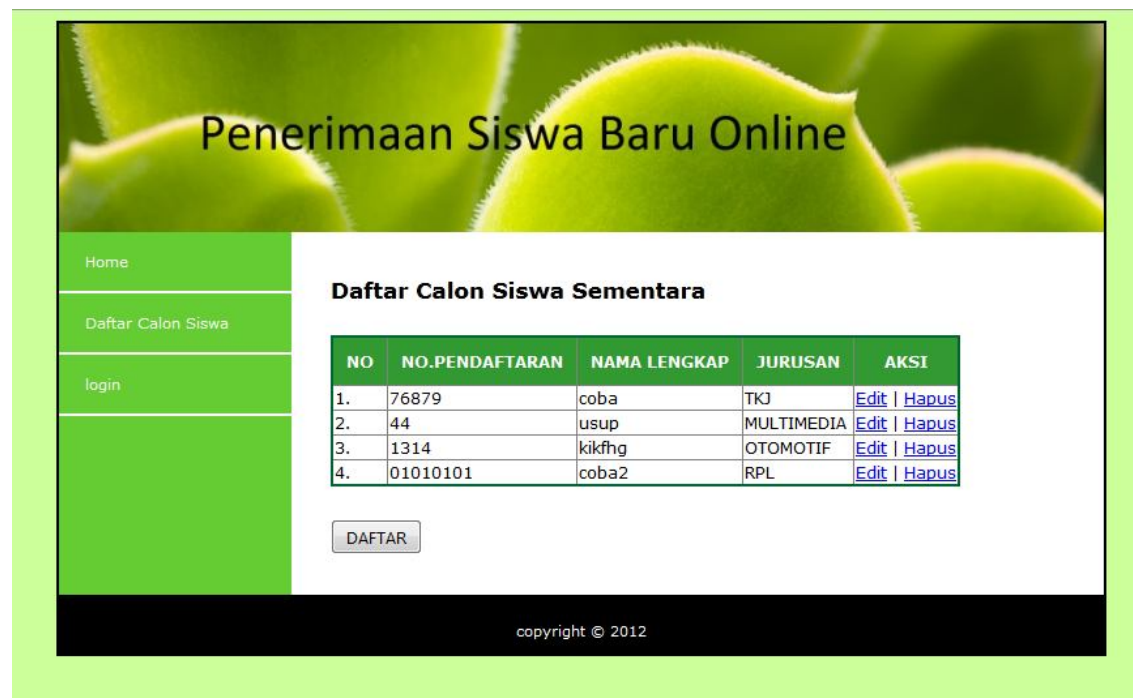 Penerimaan Siswa Baru Online
Home
Daftar Calon Siswa
login
Daftar Calon Siswa Sementara
NO NO.PENDAFTARAN NAMA LENGKAP JURUSAN AKSI
1. 76879 coba TKJ Edit | Hapus
2. 44 usup MULTIMEDIA Edit | Hapus
3. 1314 kikfhg OTOMOTIF Edit | Hapus
4. 01010101 coba2 RPL Edit | Hapus
DAFTAR
copyright © 2012